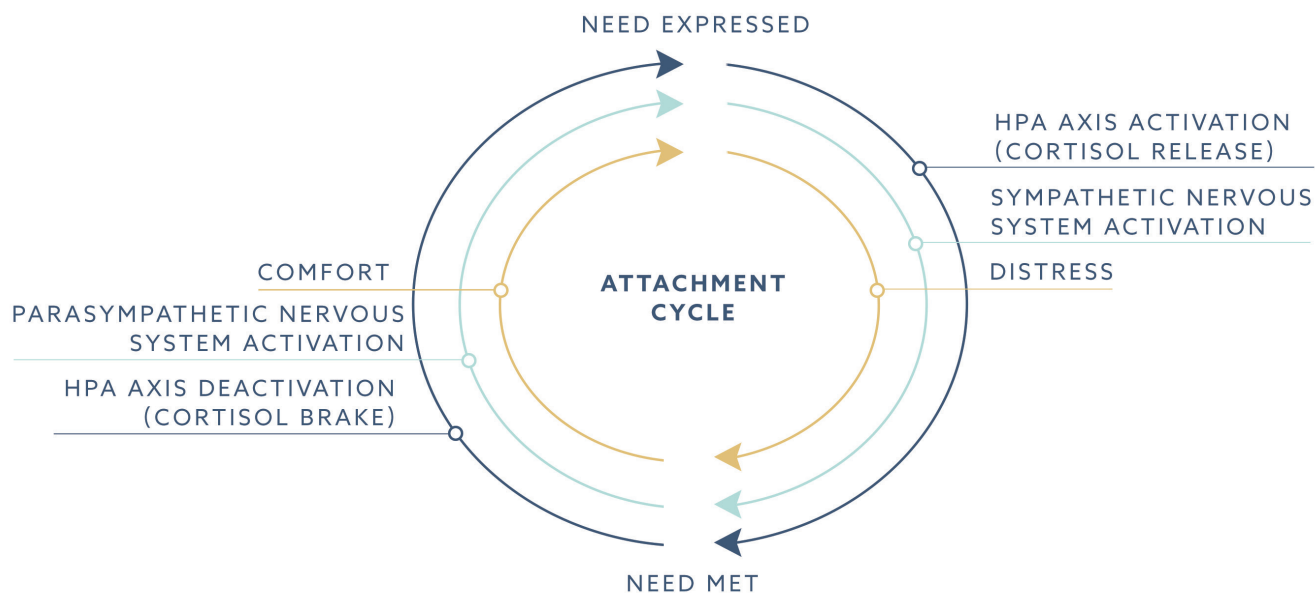 NEED EXPRESSED
HPA AXIS ACTIVATION
(CORTISOL RELEASE)
SYMPATHETIC NERVOUS
SYSTEM ACTIVATION
DISTRESS
ATTACHMENT
CYCLE
COMFORT
PARASYMPATHETIC NERVOUS
SYSTEM ACTIVATION
HPA AXIS DEACTIVATION
(CORTISOL BRAKE)
NEED MET